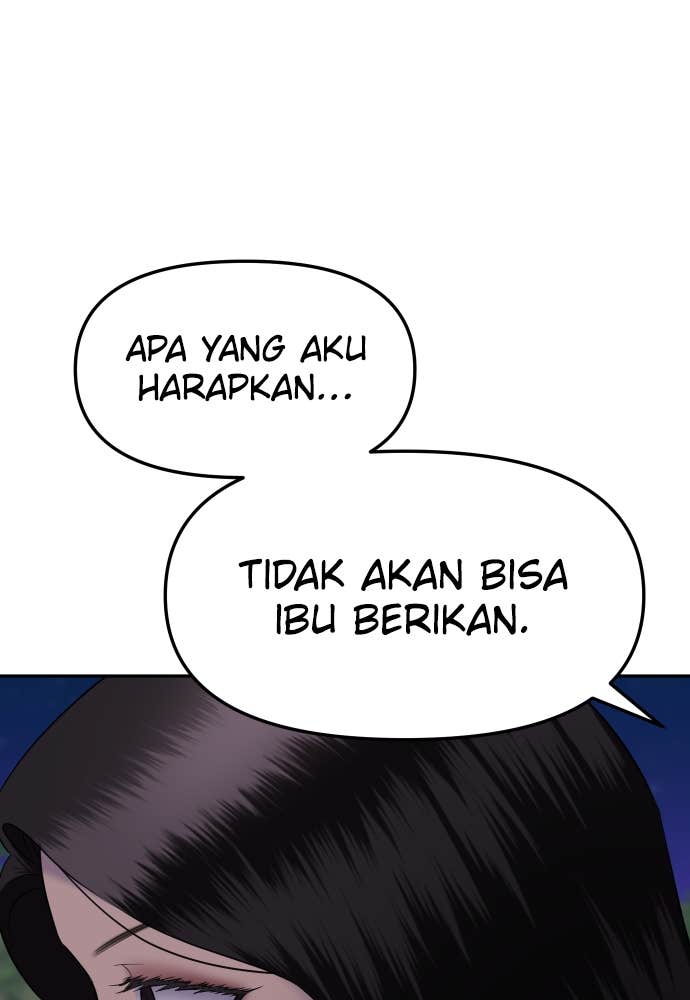 APA YANG AKU
HARAPKAN...
TIDAK AKAN BISA
IBU BERIKAN.